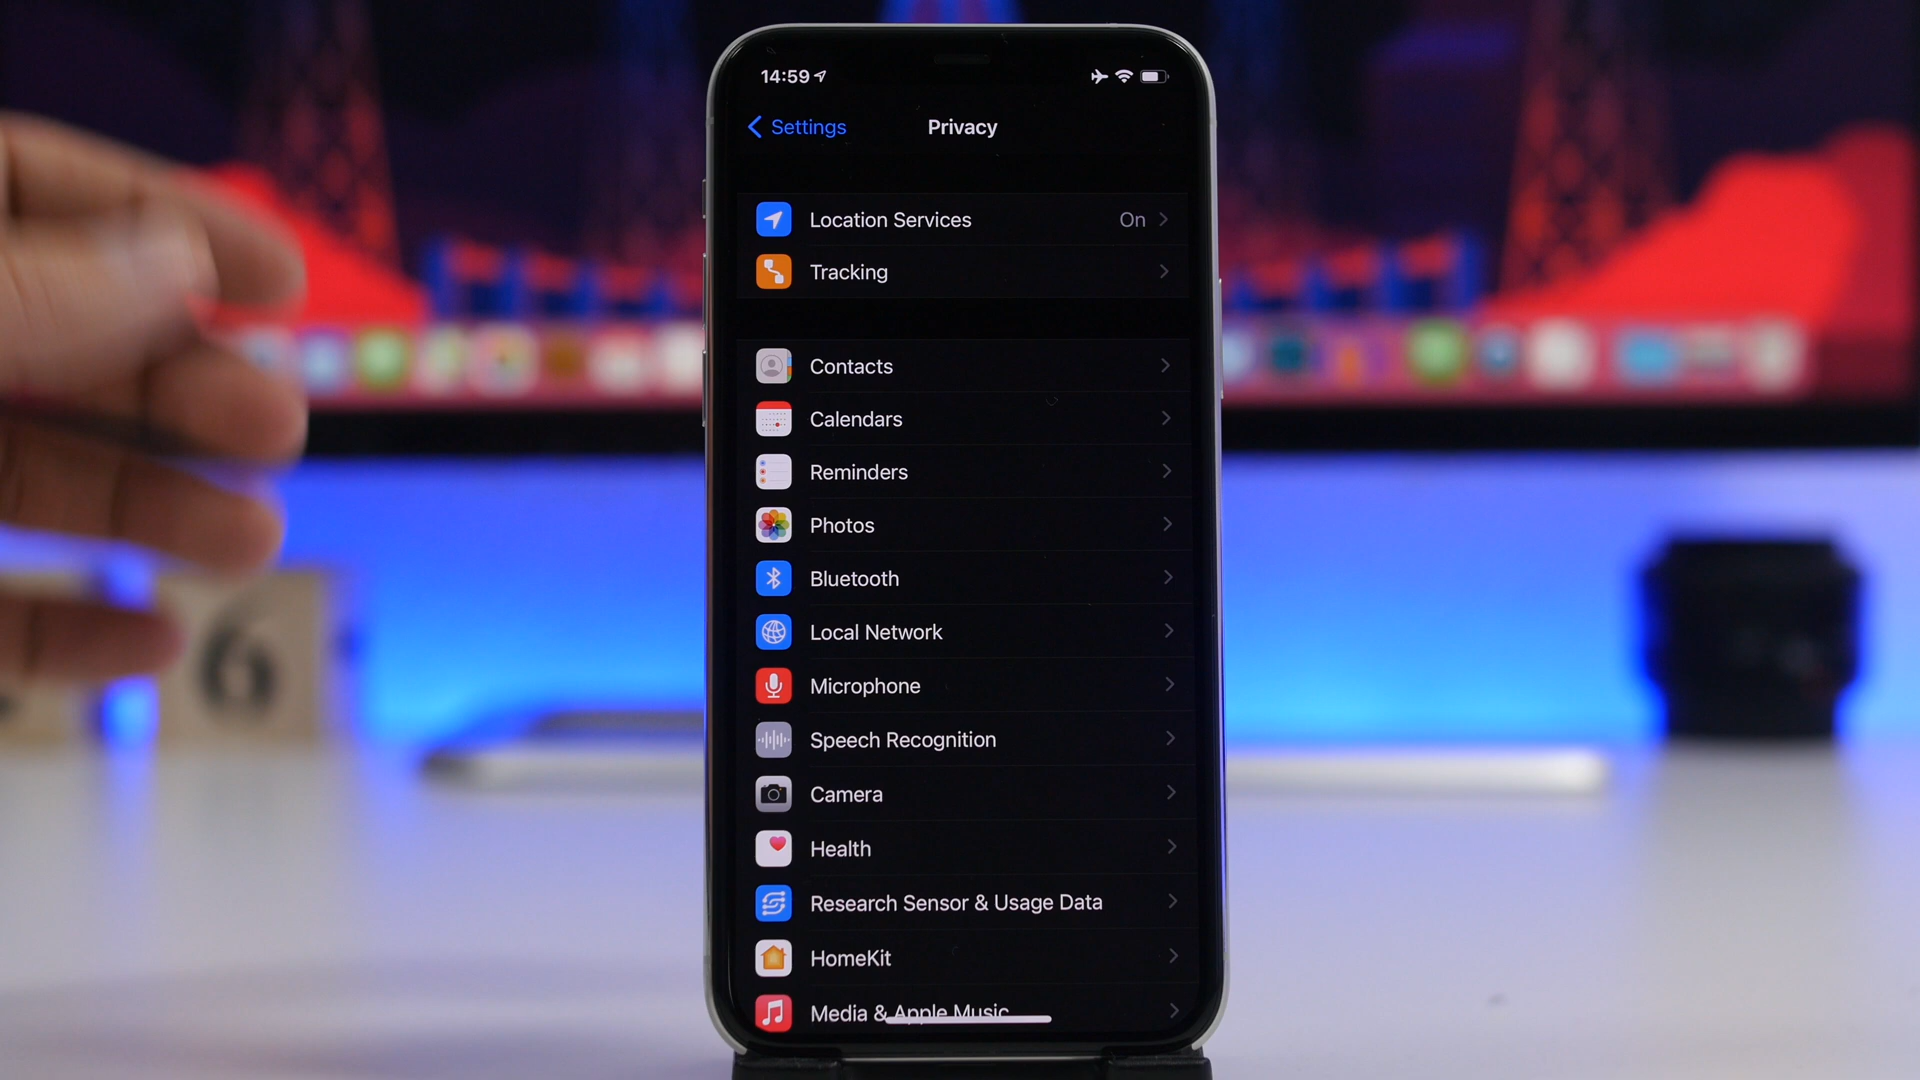 14:59
Settings
Privacy
Location Services On
Tracking
Contacts
Calendars
Reminders
Photos
Bluetooth
Local Network
Microphone
Speech Recognition
Camera
Health
Research Sensor & Usage Data
HomeKit
Media & Apple Music
6